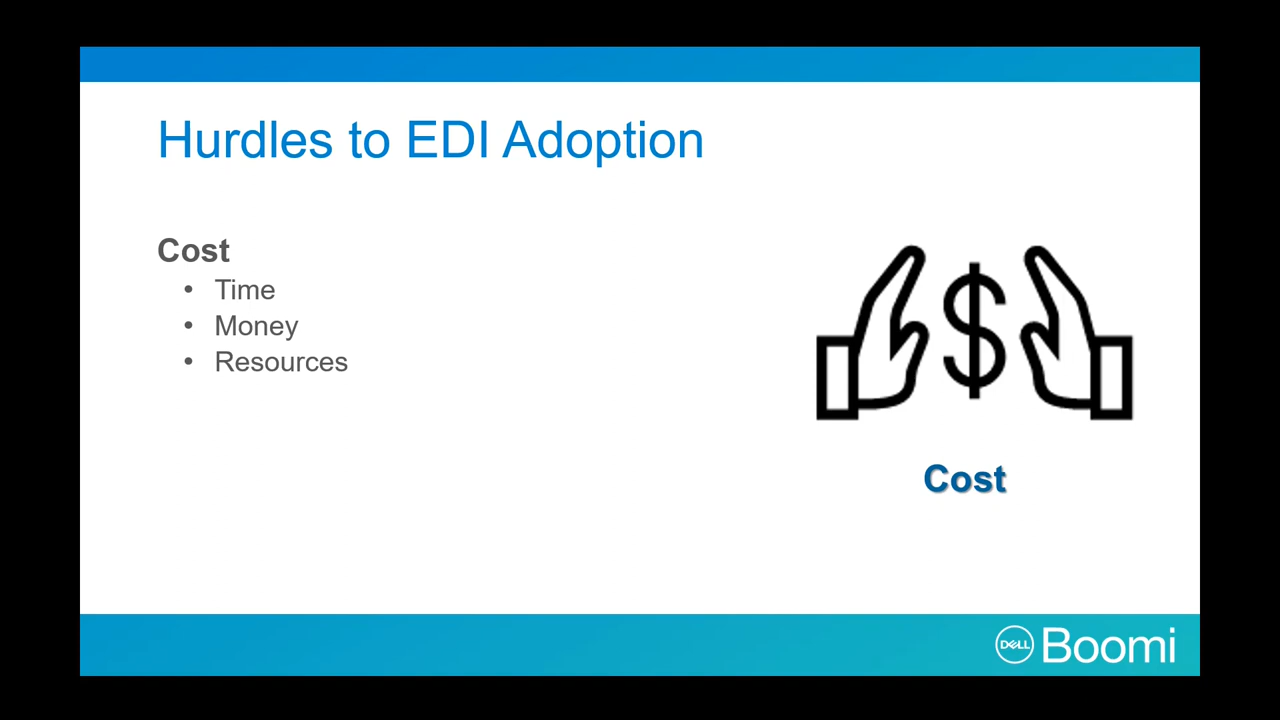 Hurdles to EDI Adoption
Cost
• Time
• Money
• Resources
$
Cost
DELL Boomi